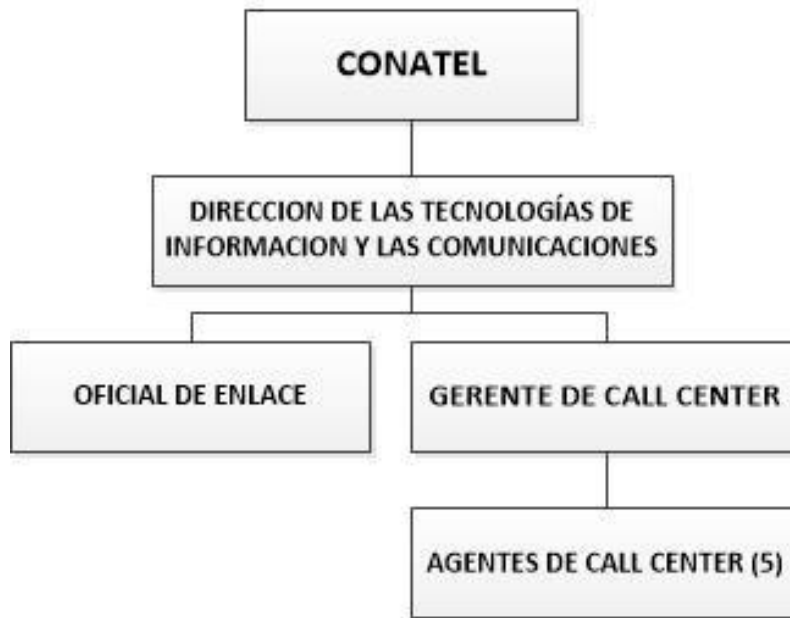 CONATEL
DIRECCION DE LAS TECNOLOGÍAS DE
INFORMACION Y LAS COMUNICACIONES
OFICIAL DE ENLACE
GERENTE DE CALL CENTER
AGENTES DE CALL CENTER (5)